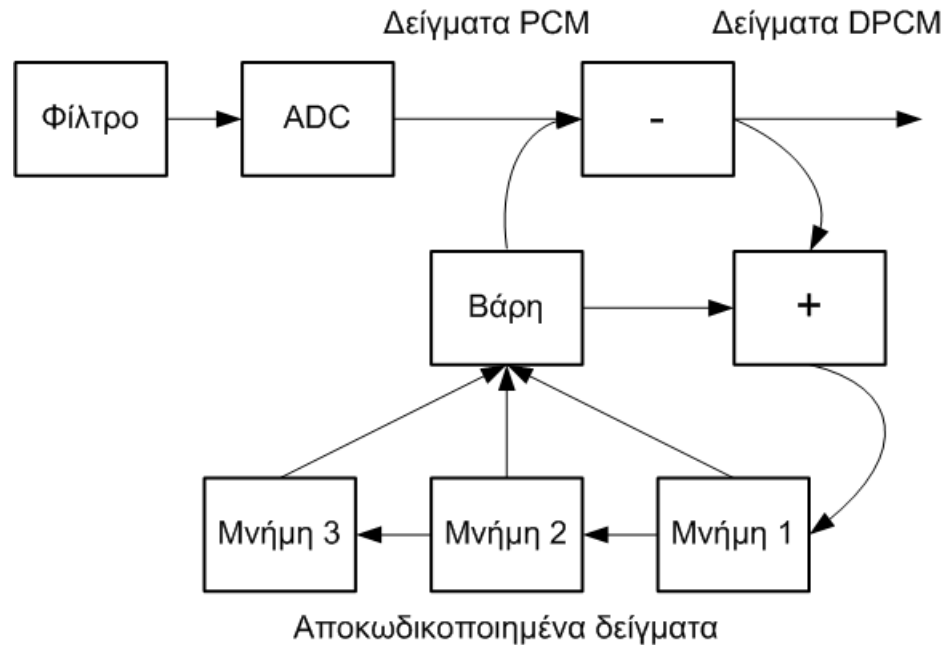 Δείγματα PCM
Δείγματα DPCM
Φίλτρο
ADC
-
Βάρη
+
Μνήμη 3
Μνήμη 2
Μνήμη 1
Αποκωδικοποιημένα δείγματα